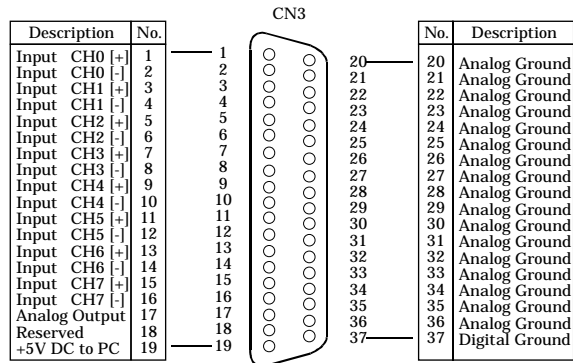 CN3
Description No.
Input CH0 [+] 1
Input CH0 [-] 2
Input CH1 [+] 3
Input CH1 [-] 4
Input CH2 [+] 5
Input CH2 [-] 6
Input CH3 [+] 7
Input CH3 [-] 8
Input CH4 [+] 9
Input CH4 [-] 10
Input CH5 [+] 11
Input CH5 [-] 12
Input CH6 [+] 13
Input CH6 [-] 14
Input CH7 [+] 15
Input CH7 [-] 16
Analog Output 17
Reserved 18
+5V DC to PC 19
1
2
3
4
5
6
7
8
9
10
11
12
13
14
15
16
17
18
19
20
21
22
23
24
25
26
27
28
29
30
31
32
33
34
35
36
37
No. Description
20 Analog Ground
21 Analog Ground
22 Analog Ground
23 Analog Ground
24 Analog Ground
25 Analog Ground
26 Analog Ground
27 Analog Ground
28 Analog Ground
29 Analog Ground
30 Analog Ground
31 Analog Ground
32 Analog Ground
33 Analog Ground
34 Analog Ground
35 Analog Ground
36 Analog Ground
37 Digital Ground